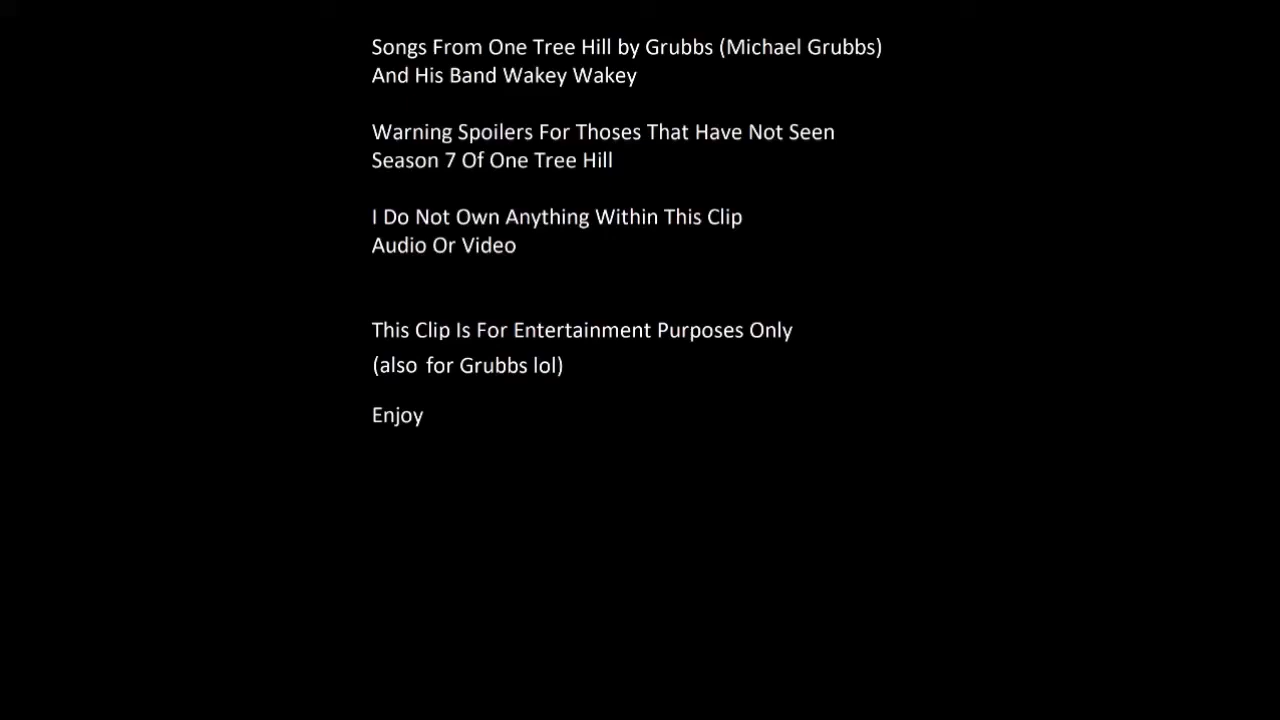 Songs From One Tree Hill by Grubbs (Michael Grubbs)
And His Band Wakey Wakey
Warning Spoilers For Thoses That Have Not Seen
Season 7 Of One Tree Hill
I Do Not Own Anything Within This Clip
Audio Or Video
This Clip Is For Entertainment Purposes Only
(also for Grubbs lol)
Enjoy